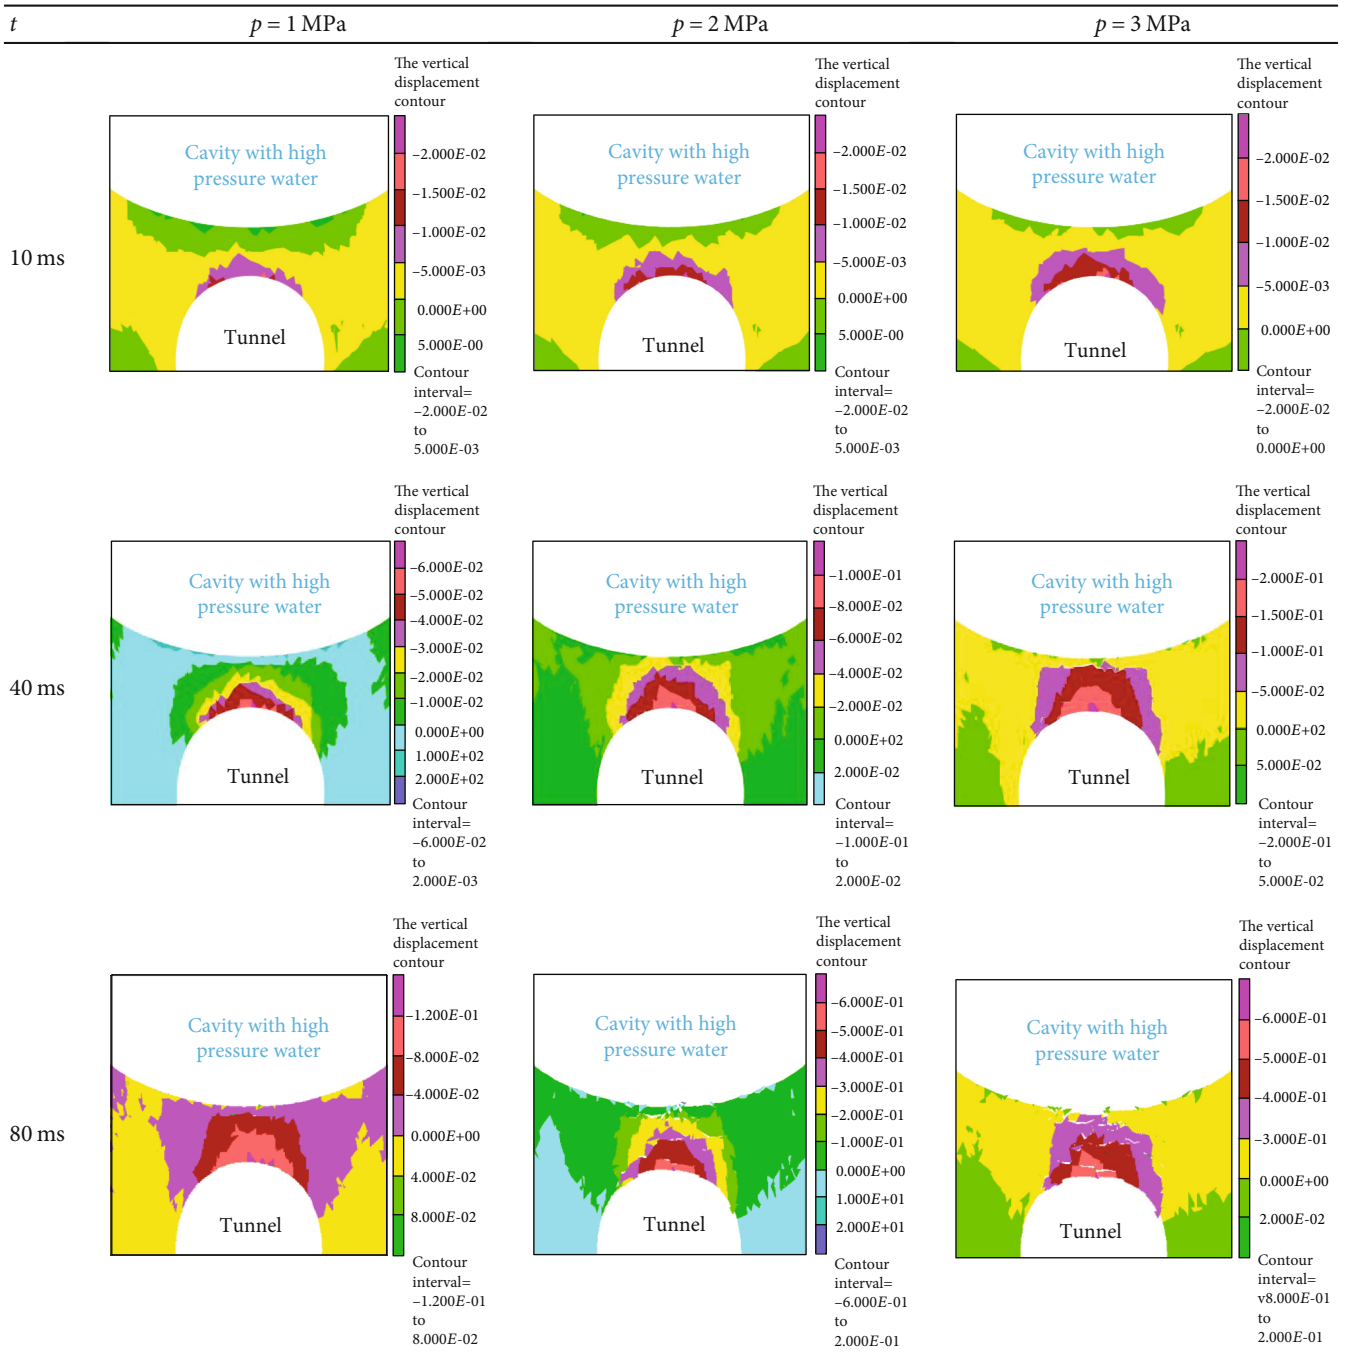 t p = 1 MPa p = 2 MPa p = 3 MPa
10 ms
The vertical
displacement
contour
Cavity with high
pressure water
Tunnel
–2.000E-02
–1.500E-02
–1.000E-02
–5.000E-03
0.000E+00
5.000E-00
Contour
interval=
–2.000E-02
to
5.000E-03
The vertical
displacement
contour
Cavity with high
pressure water
Tunnel
–2.000E-02
–1.500E-02
–1.000E-02
–5.000E-03
0.000E+00
5.000E-00
Contour
interval=
–2.000E-02
to
5.000E-03
The vertical
displacement
contour
Cavity with high
pressure water
Tunnel
–2.000E-02
–1.500E-02
–1.000E-02
–5.000E-03
0.000E+00
Contour
interval=
–2.000E-02
to
0.000E+00
40 ms
The vertical
displacement
contour
Cavity with high
pressure water
Tunnel
–6.000E-02
–5.000E-02
–4.000E-02
–3.000E-02
–2.000E-02
–1.000E-02
0.000E+00
1.000E+02
2.000E+02
Contour
interval=
–6.000E-02
to
2.000E-03
The vertical
displacement
contour
Cavity with high
pressure water
Tunnel
–1.000E-01
–8.000E-02
–6.000E-02
–4.000E-02
–2.000E-02
0.000E+02
2.000E-02
Contour
interval=
–1.000E-01
to
2.000E-02
The vertical
displacement
contour
Cavity with high
pressure water
Tunnel
–2.000E-01
–1.500E-01
–1.000E-01
–5.000E-02
0.000E+02
5.000E-02
Contour
interval=
–2.000E-01
to
5.000E-02
80 ms
The vertical
displacement
contour
Cavity with high
pressure water
Tunnel
–1.200E-01
–8.000E-02
–4.000E-02
0.000E+00
4.000E-02
8.000E-02
Contour
interval=
–1.200E-01
to
8.000E-02
The vertical
displacement
contour
Cavity with high
pressure water
Tunnel
–6.000E-01
–5.000E-01
–4.000E-01
–3.000E-01
–2.000E-01
–1.000E-01
0.000E+00
1.000E+01
2.000E+01
Contour
interval=
–6.000E-01
to
2.000E-01
The vertical
displacement
contour
Cavity with high
pressure water
Tunnel
–6.000E-01
–5.000E-01
–4.000E-01
–3.000E-01
0.000E+00
2.000E-02
Contour
interval=
v8.000E-01
to
2.000E-01